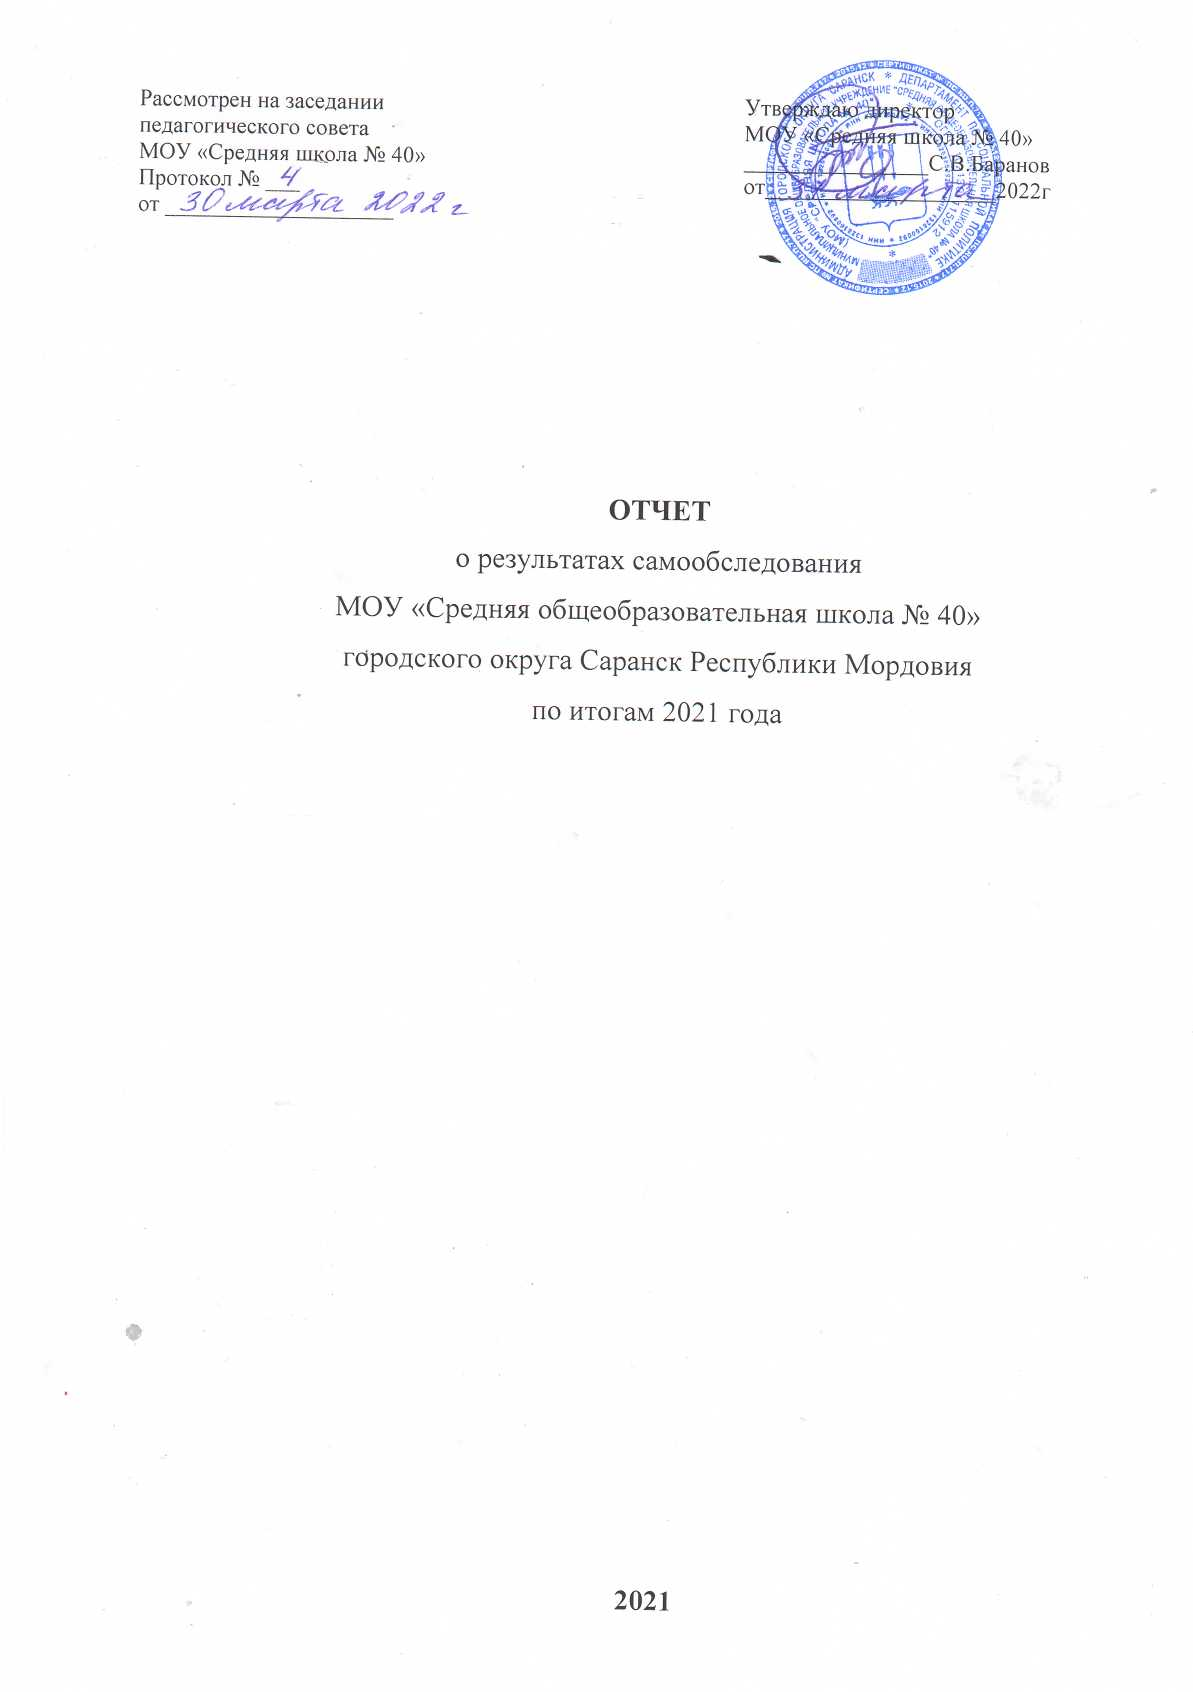 Рассмотрен на заседании
педагогического совета
МОУ «Средняя школа № 40»
Протокол № 4
от 30 марта 2022 г
Утверждаю директор
МОУ «Средняя школа № 40»
С.В.Баранов
от марта 2022г
ОТЧЕТ
о результатах самообследования
МОУ «Средняя общеобразовательная школа № 40»
городского округа Саранск Республики Мордовия
по итогам 2021 года
2021